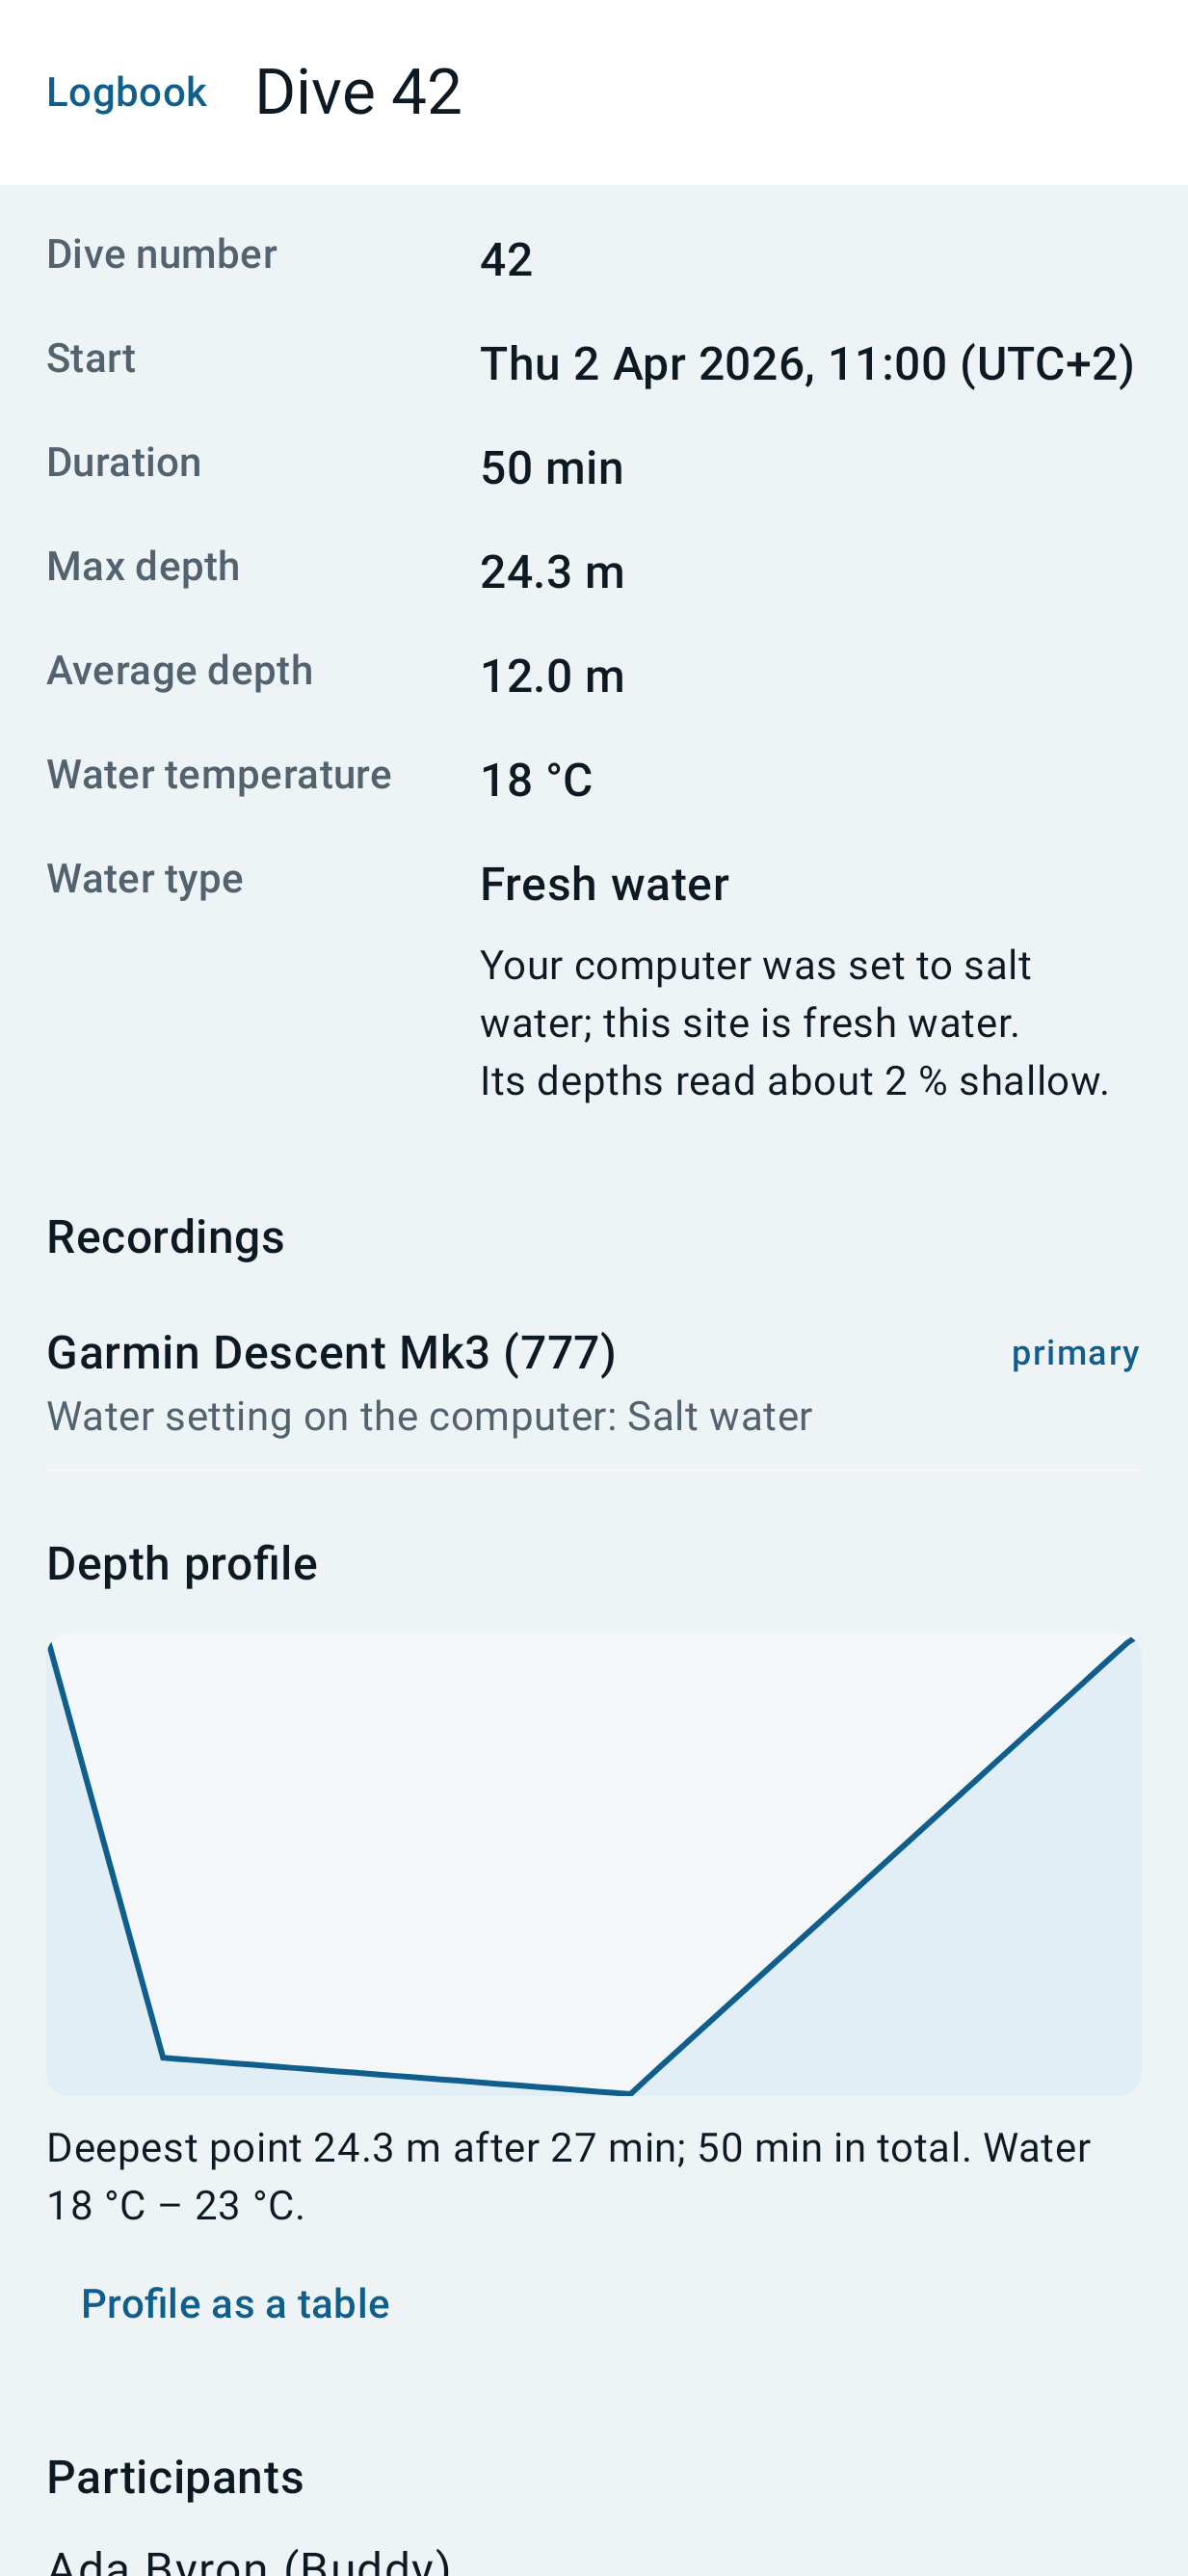 Logbook Dive 42
Dive number 42
Start Thu 2 Apr 2026, 11:00 (UTC+2)
Duration 50 min
Max depth 24.3 m
Average depth 12.0 m
Water temperature 18 °C
Water type Fresh water
Your computer was set to salt
water; this site is fresh water.
Its depths read about 2 % shallow.
Recordings
Garmin Descent Mk3 (777) primary
Water setting on the computer: Salt water
Depth profile
Deepest point 24.3 m after 27 min; 50 min in total. Water
18 °C – 23 °C.
Profile as a table
Participants
Ada Byron (Buddy)